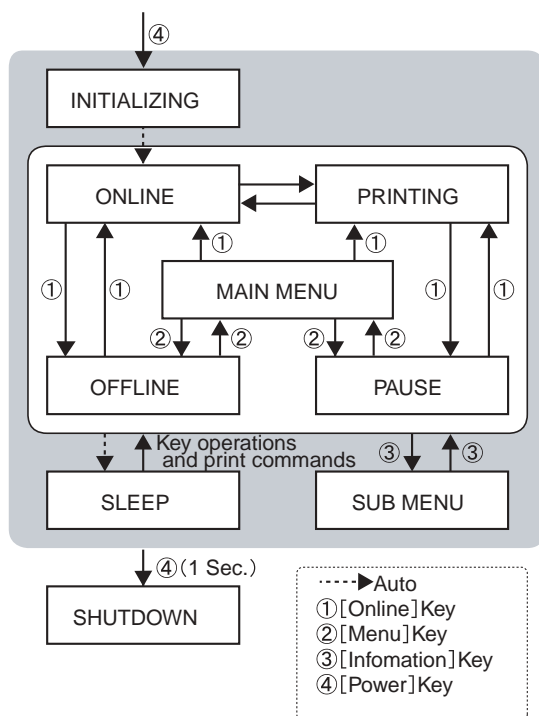 ④
INITIALIZING
ONLINE
PRINTING
① ①
① ① ① ①
MAIN MENU
② ② ② ②
OFFLINE
PAUSE
Key operations
and print commands
③ ③
SLEEP
SUB MENU
④(1 Sec.)
SHUTDOWN
Auto
①[Online]Key
②[Menu]Key
③[Infomation]Key
④[Power]Key